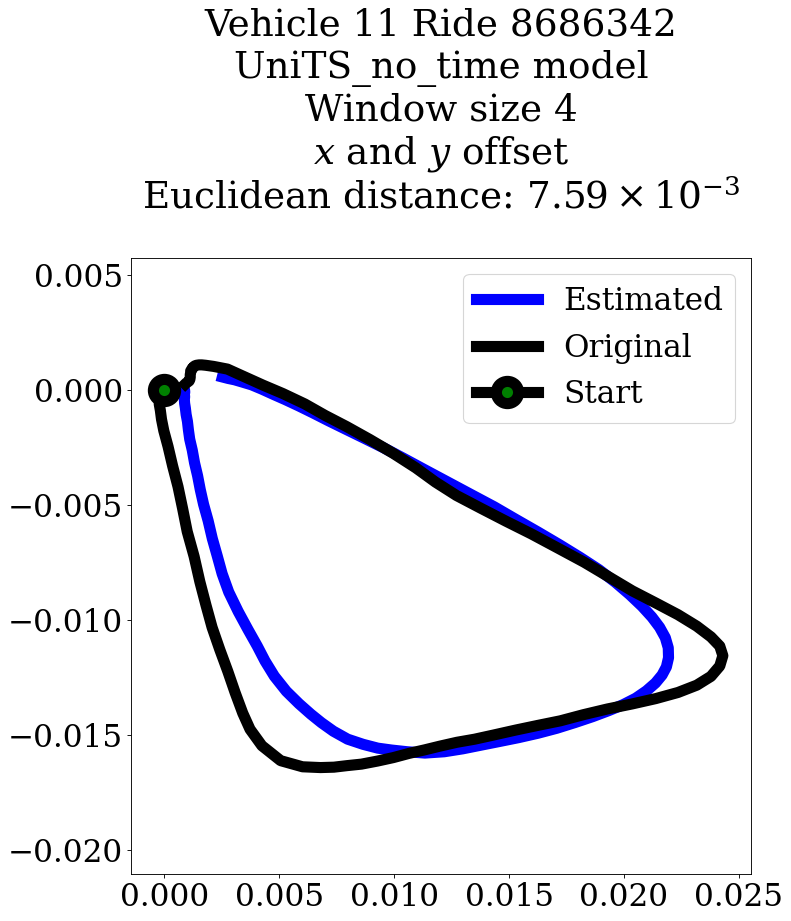 Vehicle 11 Ride 8686342
UniTS_no_time model
Window size 4
x and y offset
Euclidean distance: 7.59 × 10⁻³
0.005
0.000
−0.005
−0.010
−0.015
−0.020
Estimated
Original
Start
0.000 0.005 0.010 0.015 0.020 0.025